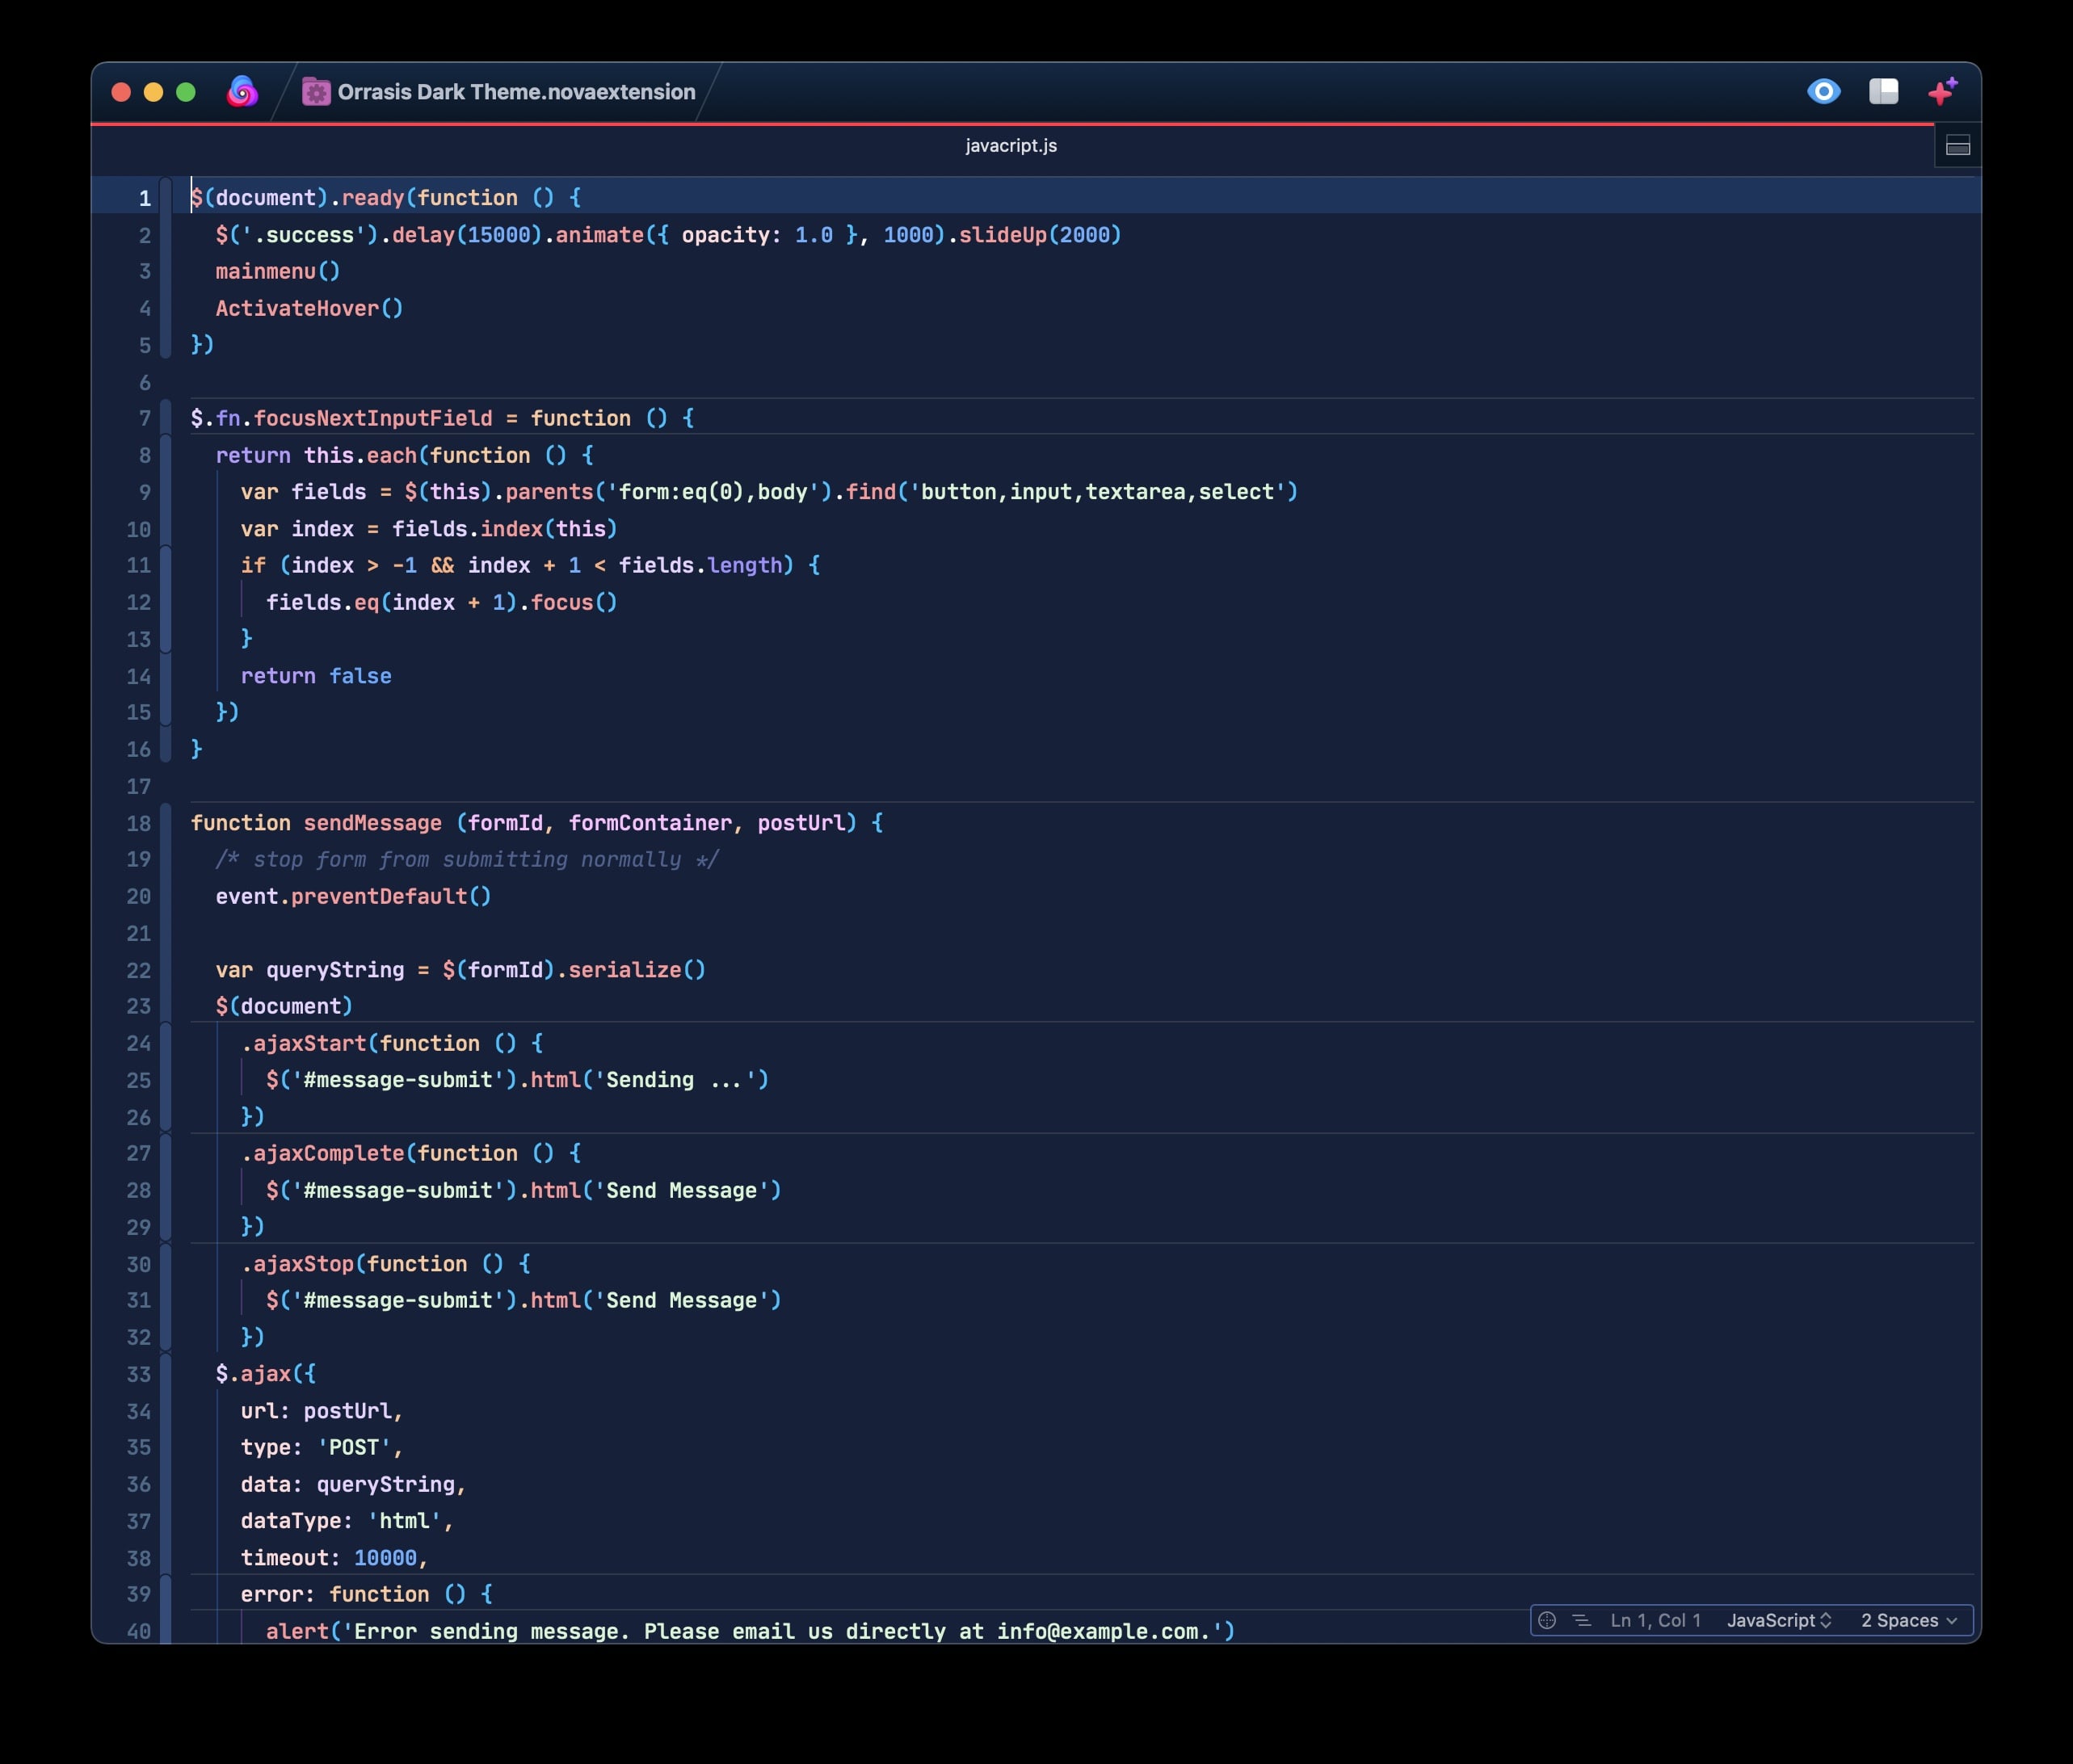 Orrasis Dark Theme.novaextension
javacript.js
1 $(document).ready(function () {
2   $('.success').delay(15000).animate({ opacity: 1.0 }, 1000).slideUp(2000)
3   mainmenu()
4   ActivateHover()
5 })
6
7 $.fn.focusNextInputField = function () {
8   return this.each(function () {
9     var fields = $(this).parents('form:eq(0),body').find('button,input,textarea,select')
10     var index = fields.index(this)
11     if (index > -1 && index + 1 < fields.length) {
12       fields.eq(index + 1).focus()
13     }
14     return false
15   })
16 }
17
18 function sendMessage (formId, formContainer, postUrl) {
19   /* stop form from submitting normally */
20   event.preventDefault()
21
22   var queryString = $(formId).serialize()
23   $(document)
24     .ajaxStart(function () {
25       $('#message-submit').html('Sending ...')
26     })
27     .ajaxComplete(function () {
28       $('#message-submit').html('Send Message')
29     })
30     .ajaxStop(function () {
31       $('#message-submit').html('Send Message')
32     })
33   $.ajax({
34     url: postUrl,
35     type: 'POST',
36     data: queryString,
37     dataType: 'html',
38     timeout: 10000,
39     error: function () {
40       alert('Error sending message. Please email us directly at info@example.com.')
Ln 1, Col 1 JavaScript 2 Spaces